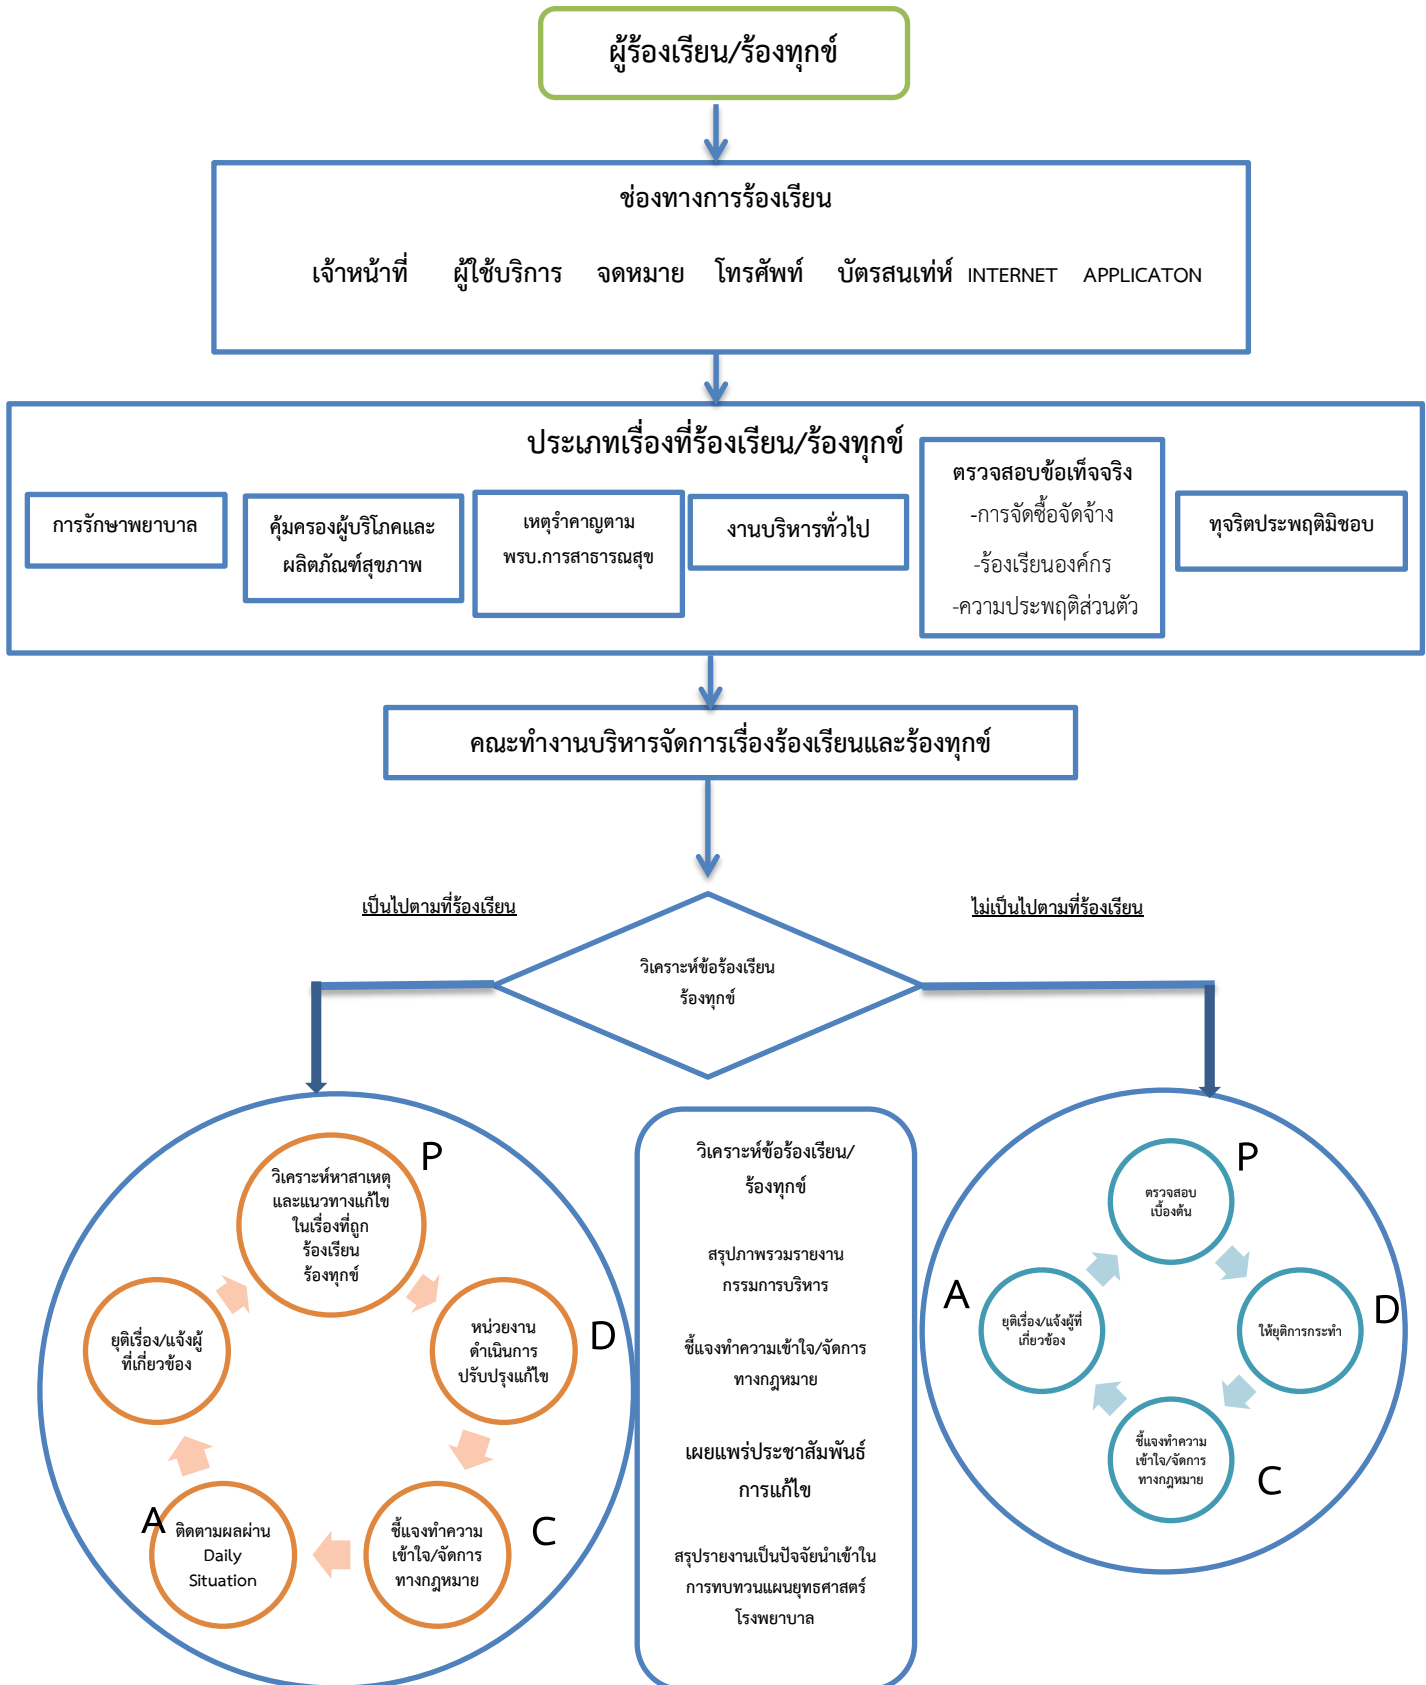 ผู้ร้องเรียน/ร้องทุกข์
ช่องทางการร้องเรียน
เจ้าหน้าที่ ผู้ใช้บริการ จดหมาย โทรศัพท์ บัตรสนเท่ห์ INTERNET APPLICATON
ประเภทเรื่องที่ร้องเรียน/ร้องทุกข์
การรักษาพยาบาล
คุ้มครองผู้บริโภคและ
ผลิตภัณฑ์สุขภาพ
เหตุรำคาญตาม
พรบ.การสาธารณสุข
งานบริหารทั่วไป
ตรวจสอบข้อเท็จจริง
-การจัดซื้อจัดจ้าง
-ร้องเรียนองค์กร
-ความประพฤติส่วนตัว
ทุจริตประพฤติมิชอบ
คณะทำงานบริหารจัดการเรื่องร้องเรียนและร้องทุกข์
เป็นไปตามที่ร้องเรียน
ไม่เป็นไปตามที่ร้องเรียน
วิเคราะห์ข้อร้องเรียน
ร้องทุกข์
P
วิเคราะห์หาสาเหตุ
และแนวทางแก้ไข
ในเรื่องที่ถูก
ร้องเรียน
ร้องทุกข์
D
หน่วยงาน
ดำเนินการ
ปรับปรุงแก้ไข
C
ชี้แจงทำความ
เข้าใจ/จัดการ
ทางกฎหมาย
A
ติดตามผลผ่าน
Daily
Situation
ยุติเรื่อง/แจ้งผู้
ที่เกี่ยวข้อง
วิเคราะห์ข้อร้องเรียน/
ร้องทุกข์
สรุปภาพรวมรายงาน
กรรมการบริหาร
ชี้แจงทำความเข้าใจ/จัดการ
ทางกฎหมาย
เผยแพร่ประชาสัมพันธ์
การแก้ไข
สรุปรายงานเป็นปัจจัยนำเข้าใน
การทบทวนแผนยุทธศาสตร์
โรงพยาบาล
P
ตรวจสอบ
เบื้องต้น
D
ให้ยุติการกระทำ
C
ชี้แจงทำความ
เข้าใจ/จัดการ
ทางกฎหมาย
A
ยุติเรื่อง/แจ้งผู้ที่
เกี่ยวข้อง